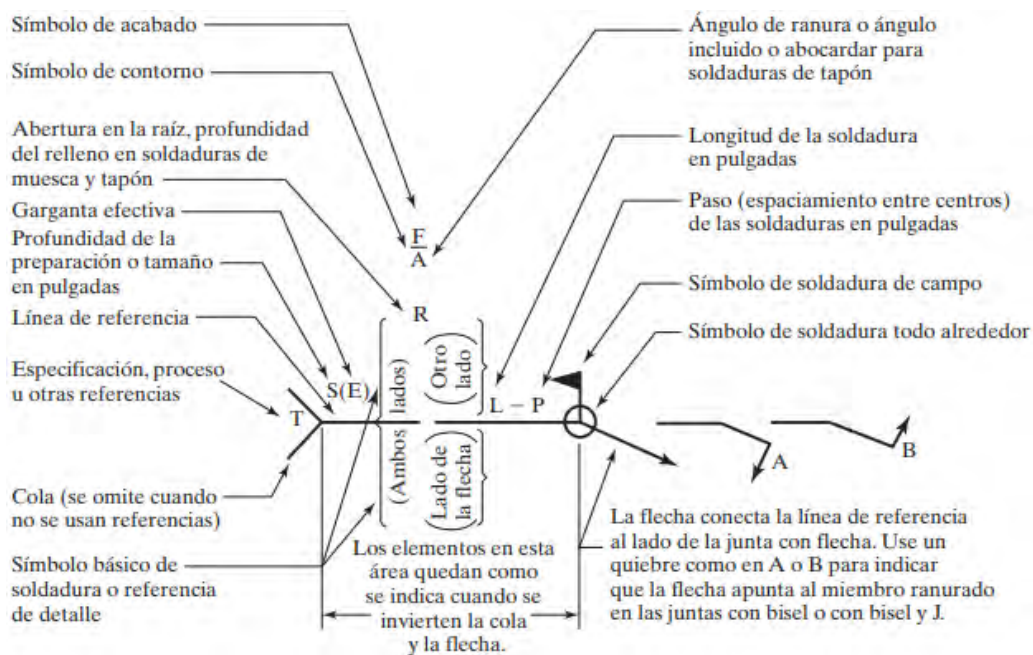 Símbolo de acabado
Símbolo de contorno
Abertura en la raíz, profundidad
del relleno en soldaduras de
muesca y tapón
Garganta efectiva
Profundidad de la
preparación o tamaño
en pulgadas
Línea de referencia
Especificación, proceso
u otras referencias
Cola (se omite cuando
no se usan referencias)
Símbolo básico de
soldadura o referencia
de detalle
F
A
R
S(E)
T
(Ambos lados)
(Otro
lado)
(Lado de
la flecha)
L – P
Los elementos en esta
área quedan como
se indica cuando se
invierten la cola
y la flecha.
Ángulo de ranura o ángulo
incluido o abocardar para
soldaduras de tapón
Longitud de la soldadura
en pulgadas
Paso (espaciamiento entre centros)
de las soldaduras en pulgadas
Símbolo de soldadura de campo
Símbolo de soldadura todo alrededor
A
B
La flecha conecta la línea de referencia
al lado de la junta con flecha. Use un
quiebre como en A o B para indicar
que la flecha apunta al miembro ranurado
en las juntas con bisel o con bisel y J.